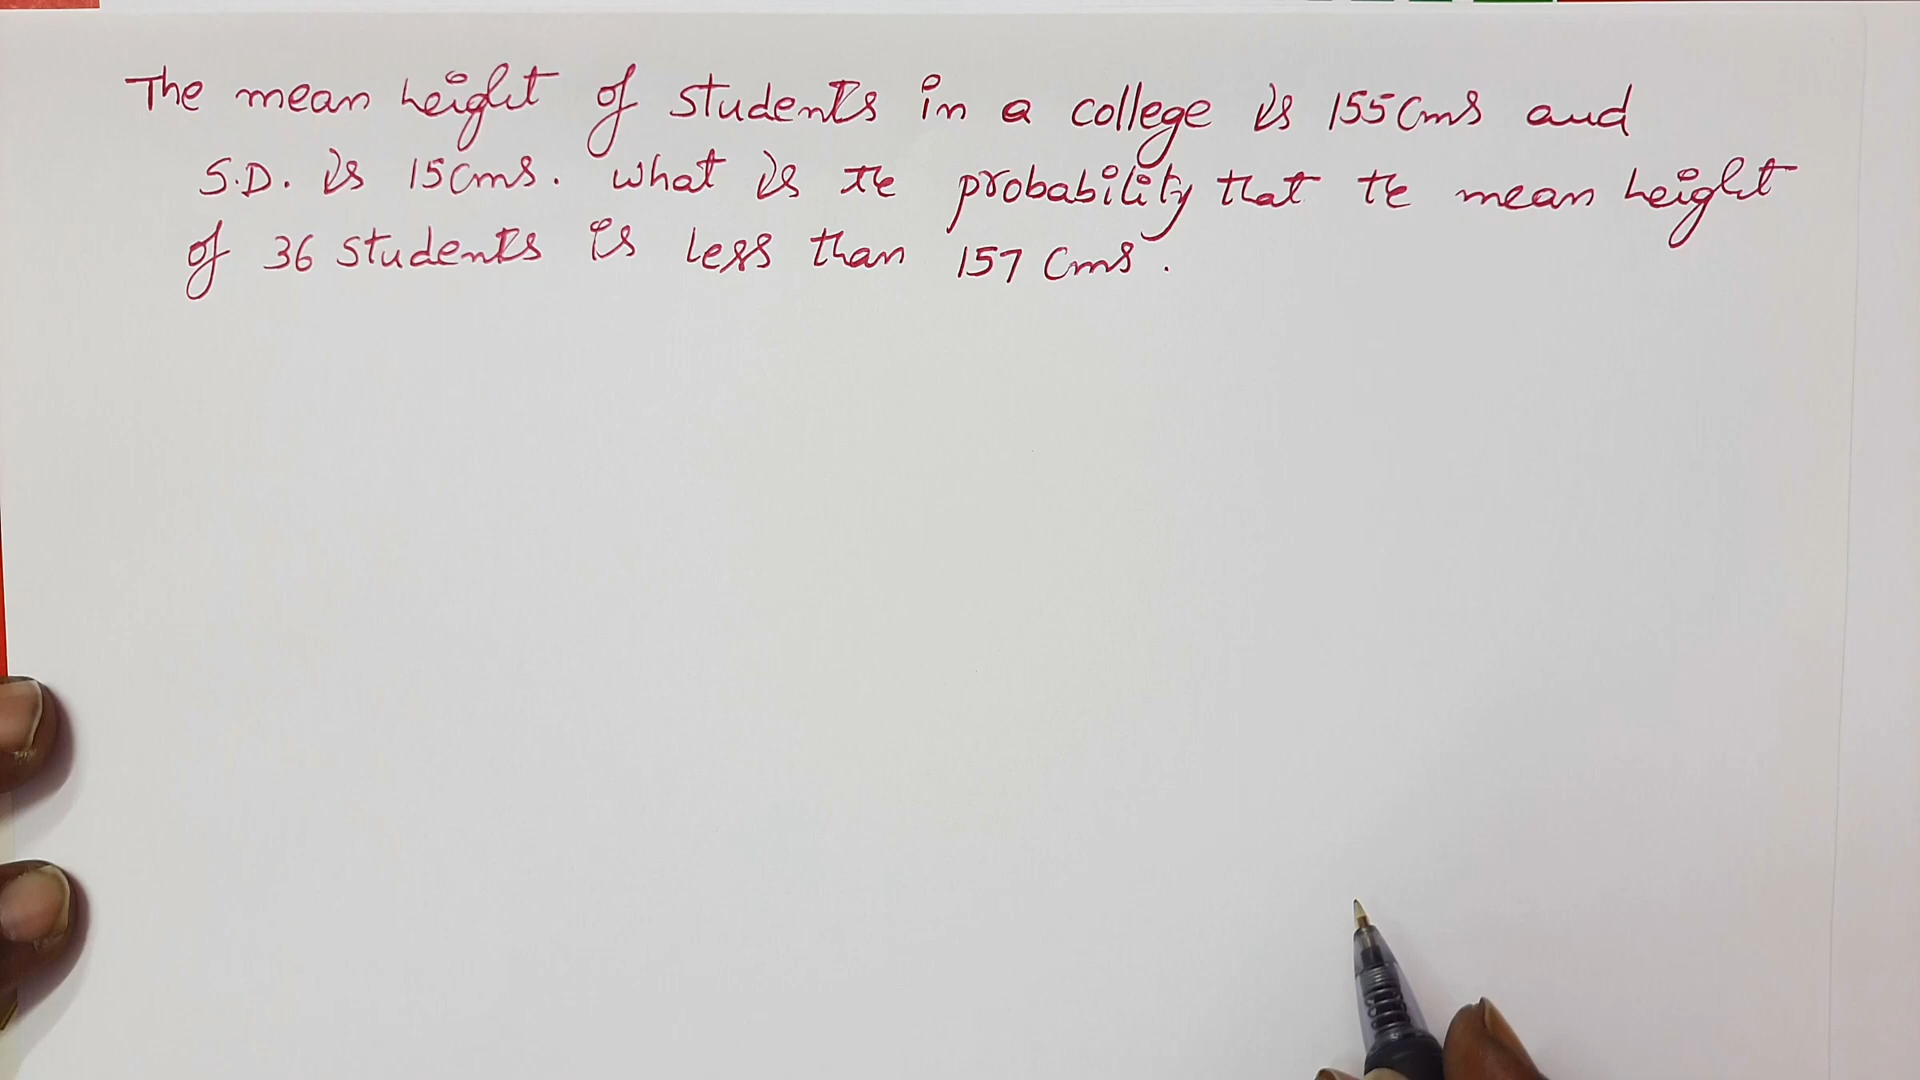 The mean height of students in a college is 155 cms and
S.D. is 15 cms. What is the probability that the mean height
of 36 students is less than 157 cms.